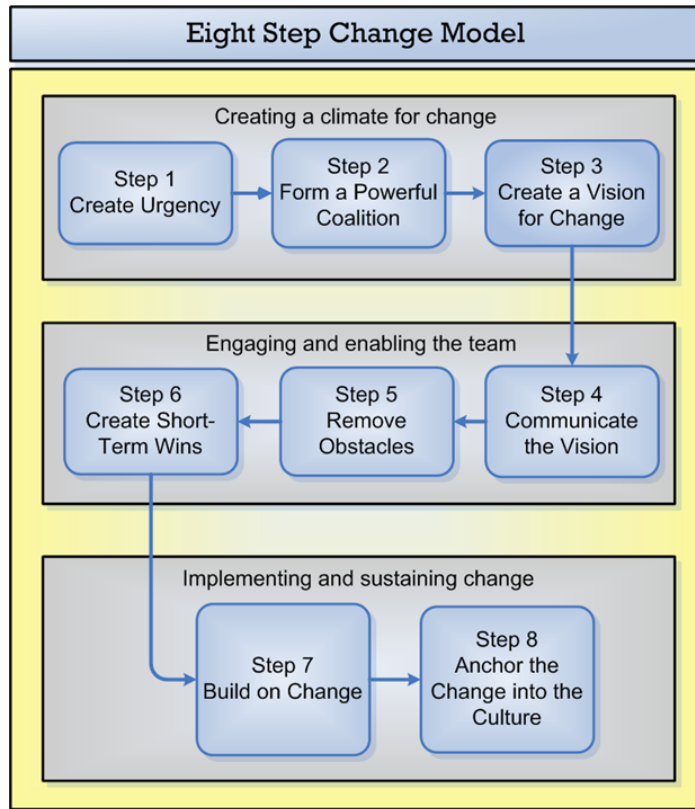 Eight Step Change Model
Creating a climate for change
Step 1
Create Urgency
Step 2
Form a Powerful
Coalition
Step 3
Create a Vision
for Change
Engaging and enabling the team
Step 4
Communicate
the Vision
Step 5
Remove
Obstacles
Step 6
Create Short-
Term Wins
Implementing and sustaining change
Step 7
Build on Change
Step 8
Anchor the
Change into the
Culture